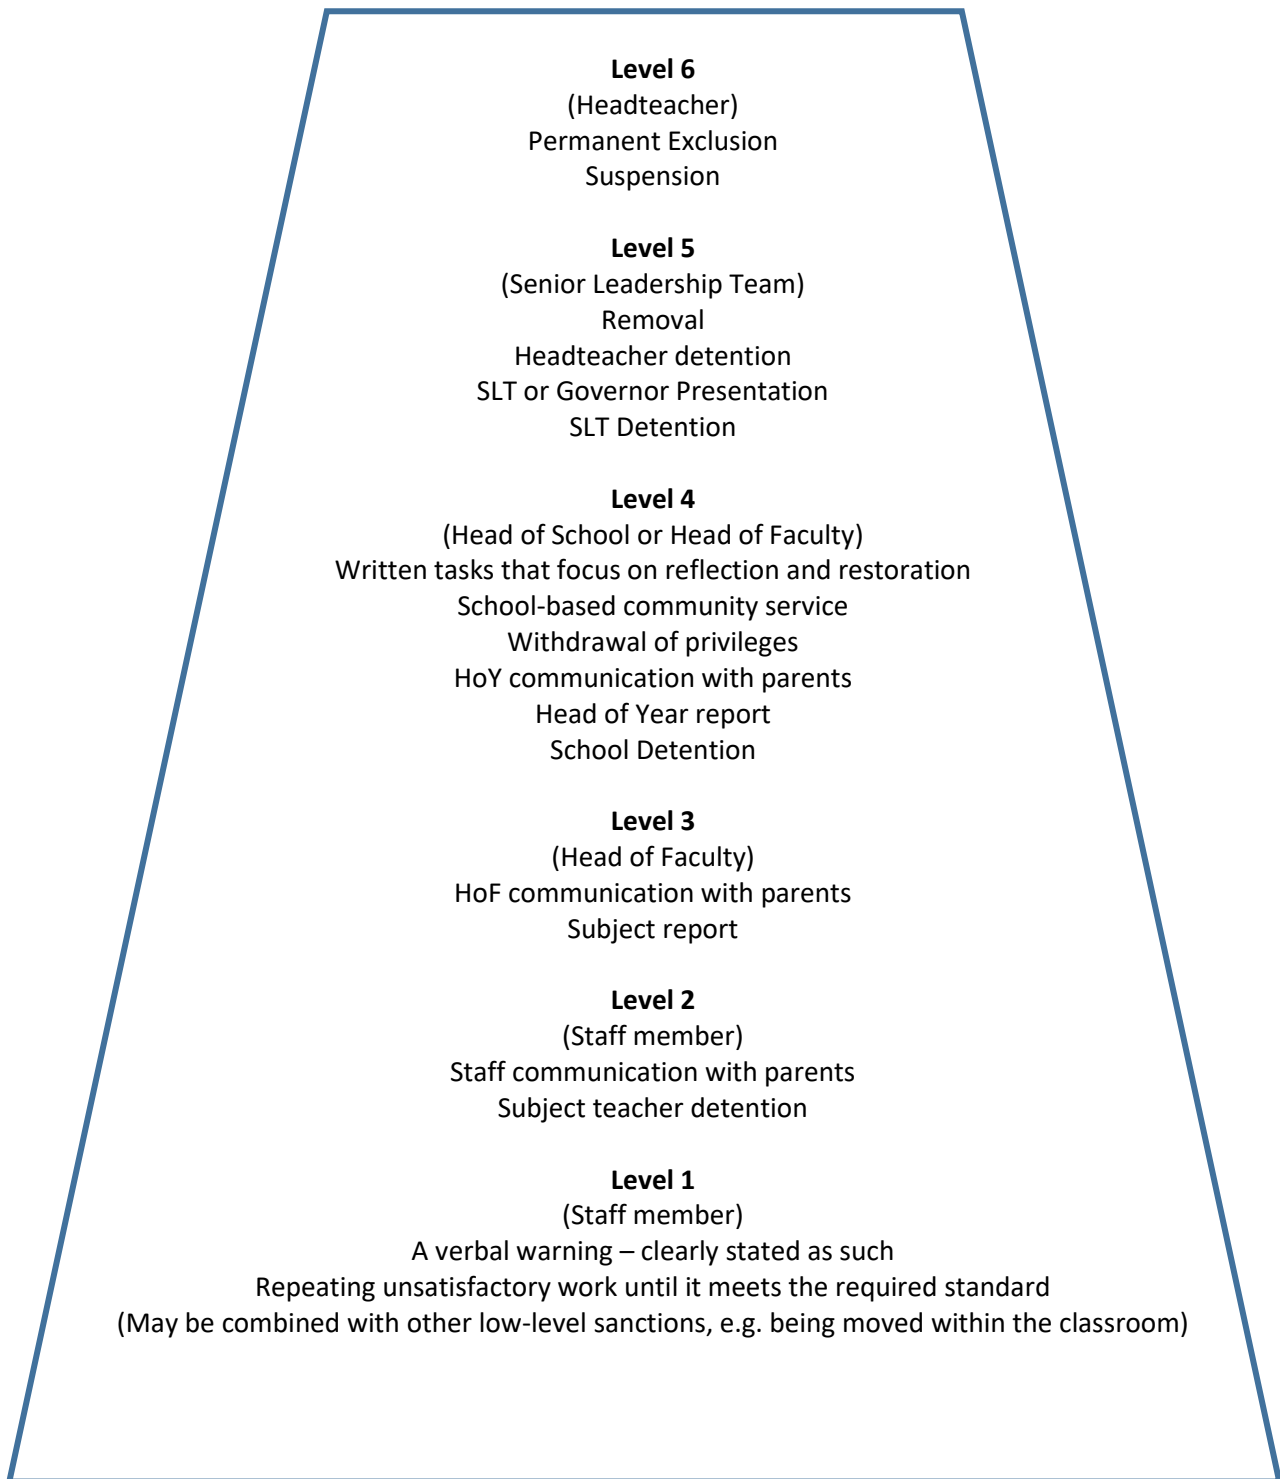 Level 6
(Headteacher)
Permanent Exclusion
Suspension
Level 5
(Senior Leadership Team)
Removal
Headteacher detention
SLT or Governor Presentation
SLT Detention
Level 4
(Head of School or Head of Faculty)
Written tasks that focus on reflection and restoration
School-based community service
Withdrawal of privileges
HoY communication with parents
Head of Year report
School Detention
Level 3
(Head of Faculty)
HoF communication with parents
Subject report
Level 2
(Staff member)
Staff communication with parents
Subject teacher detention
Level 1
(Staff member)
A verbal warning – clearly stated as such
Repeating unsatisfactory work until it meets the required standard
(May be combined with other low-level sanctions, e.g. being moved within the classroom)